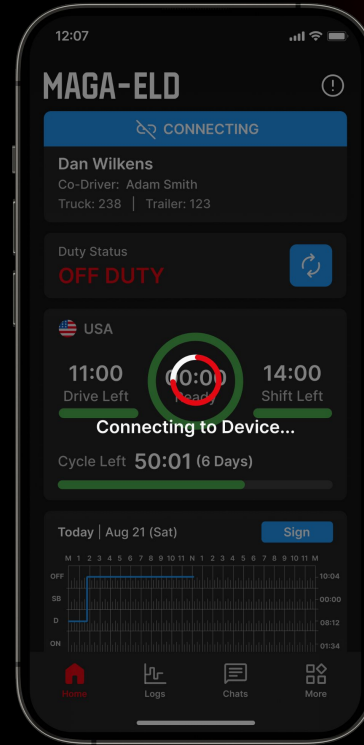 12:07
MAGA-ELD
CONNECTING
Dan Wilkens
Co-Driver: Adam Smith
Truck: 238 | Trailer: 123
Duty Status
OFF DUTY
USA
11:00 00:00 14:00
Drive Left Ready Shift Left
Connecting to Device...
Cycle Left 50:01 (6 Days)
Today | Aug 21 (Sat) Sign
M 1 2 3 4 5 6 7 8 9 10 11 N 1 2 3 4 5 6 7 8 9 10 11 M
OFF 10:04
SB 00:00
D 08:12
ON 01:34
Home Logs Chats More